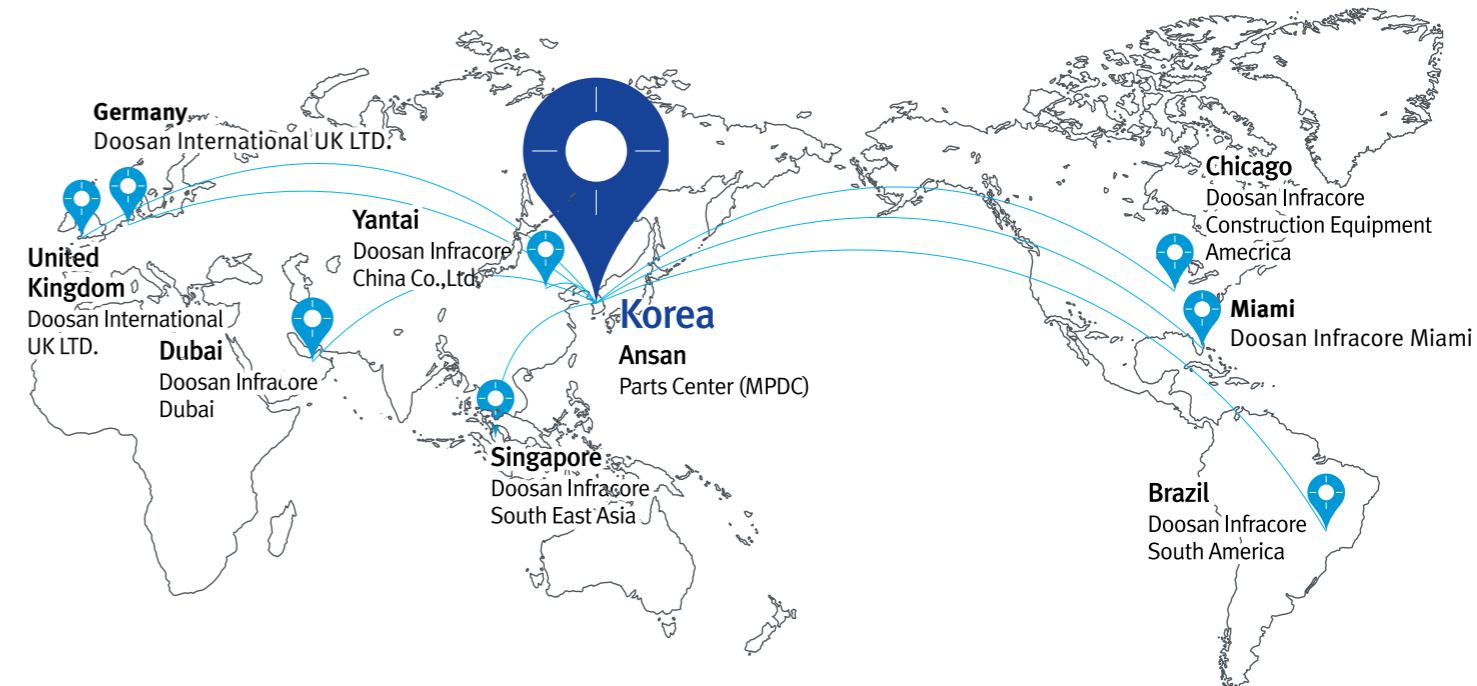 Germany
Doosan International UK LTD.
United
Kingdom
Doosan International
UK LTD.
Dubai
Doosan Infracore
Dubai
Yantai
Doosan Infracore
China Co.,Ltd.
Korea
Ansan
Parts Center (MPDC)
Singapore
Doosan Infracore
South East Asia
Chicago
Doosan Infracore
Construction Equipment
Amecrica
Miami
Doosan Infracore Miami
Brazil
Doosan Infracore
South America